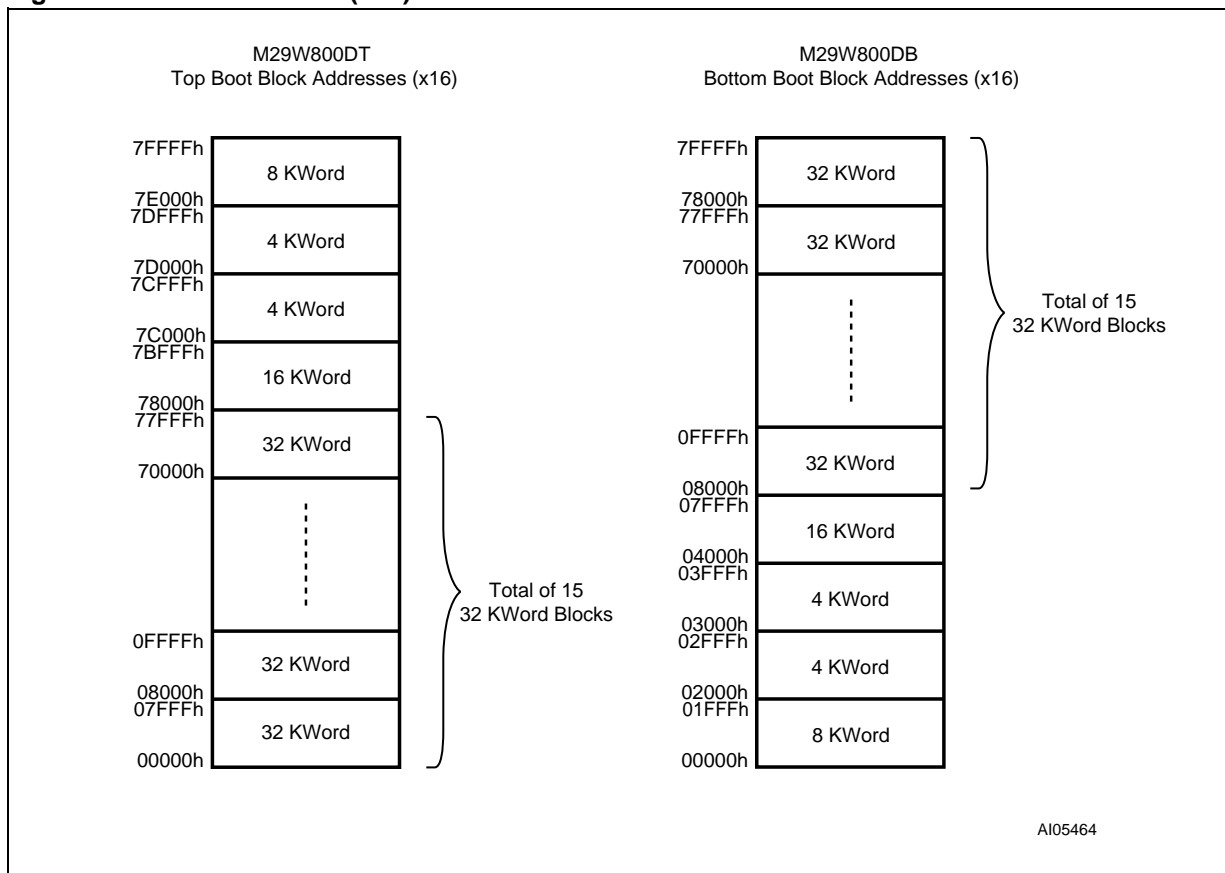 M29W800DT
Top Boot Block Addresses (x16)
7FFFFh
8 KWord
7E000h
7DFFFh
4 KWord
7D000h
7CFFFh
4 KWord
7C000h
7BFFFh
16 KWord
78000h
77FFFh
32 KWord
70000h
Total of 15
32 KWord Blocks
0FFFFh
32 KWord
08000h
07FFFh
32 KWord
00000h
M29W800DB
Bottom Boot Block Addresses (x16)
7FFFFh
32 KWord
78000h
77FFFh
32 KWord
70000h
Total of 15
32 KWord Blocks
0FFFFh
32 KWord
08000h
07FFFh
16 KWord
04000h
03FFFh
4 KWord
03000h
02FFFh
4 KWord
02000h
01FFFh
8 KWord
00000h
AI05464